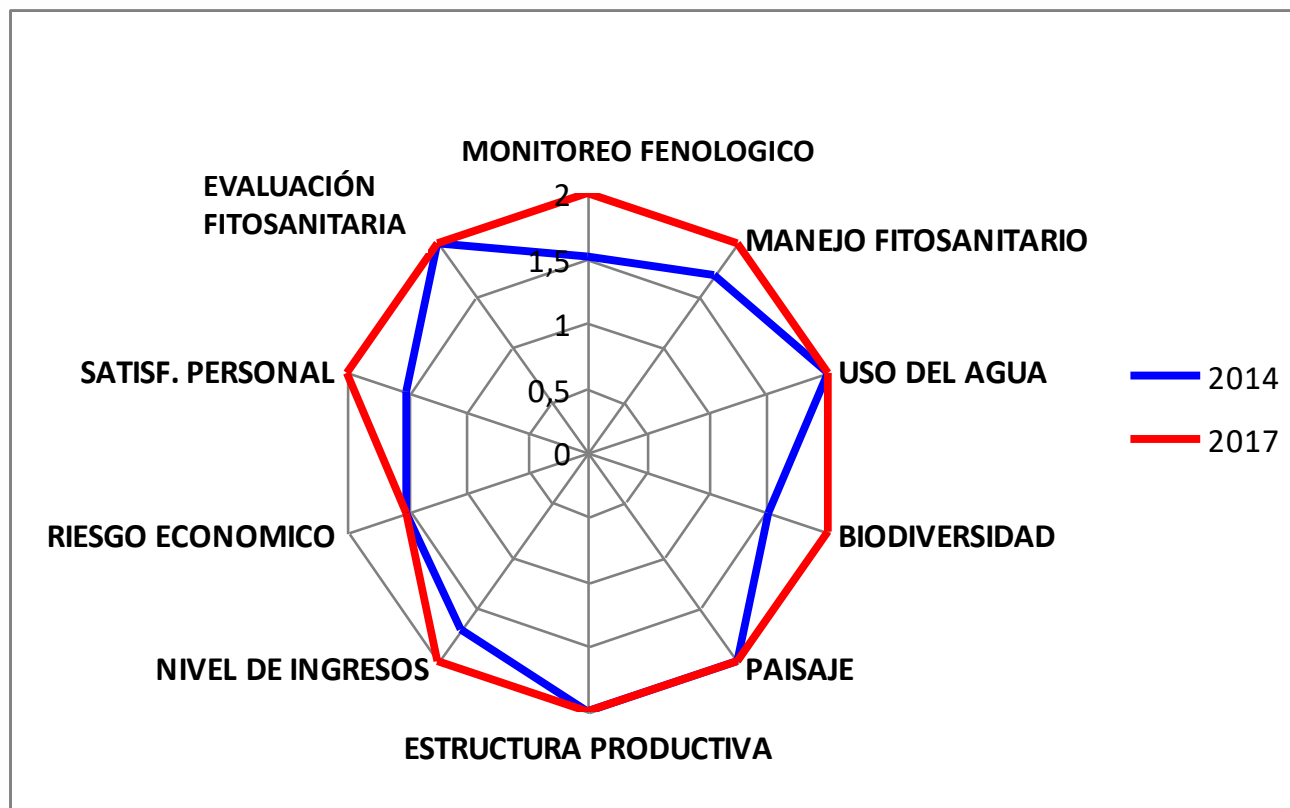 MONITOREO FENOLOGICO
EVALUACIÓN
FITOSANITARIA
MANEJO FITOSANITARIO
2
1,5
1
0,5
0
SATISF. PERSONAL
USO DEL AGUA
2014
2017
RIESGO ECONOMICO
BIODIVERSIDAD
NIVEL DE INGRESOS
PAISAJE
ESTRUCTURA PRODUCTIVA